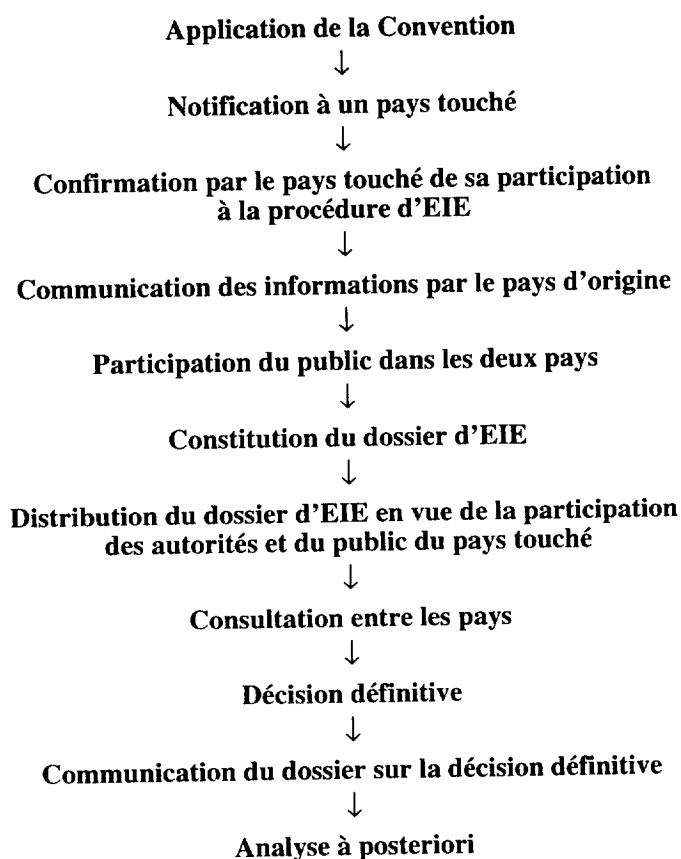 Application de la Convention
↓
Notification à un pays touché
↓
Confirmation par le pays touché de sa participation
à la procédure d'EIE
↓
Communication des informations par le pays d'origine
↓
Participation du public dans les deux pays
↓
Constitution du dossier d'EIE
↓
Distribution du dossier d'EIE en vue de la participation
des autorités et du public du pays touché
↓
Consultation entre les pays
↓
Décision définitive
↓
Communication du dossier sur la décision définitive
↓
Analyse à posteriori